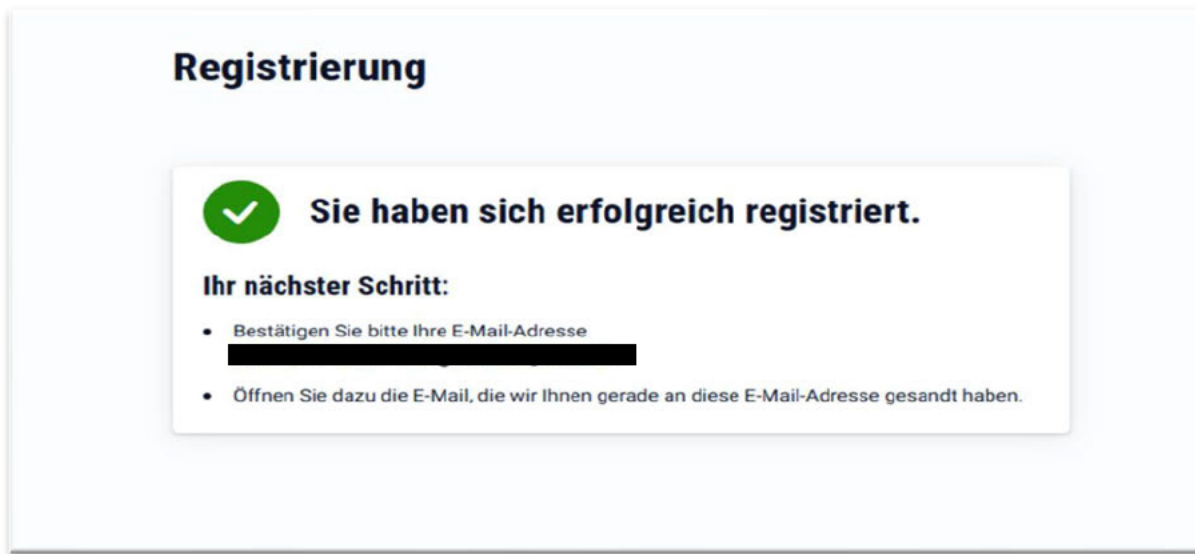 Registrierung
Sie haben sich erfolgreich registriert.
Ihr nächster Schritt:
• Bestätigen Sie bitte Ihre E-Mail-Adresse
• Öffnen Sie dazu die E-Mail, die wir Ihnen gerade an diese E-Mail-Adresse gesandt haben.